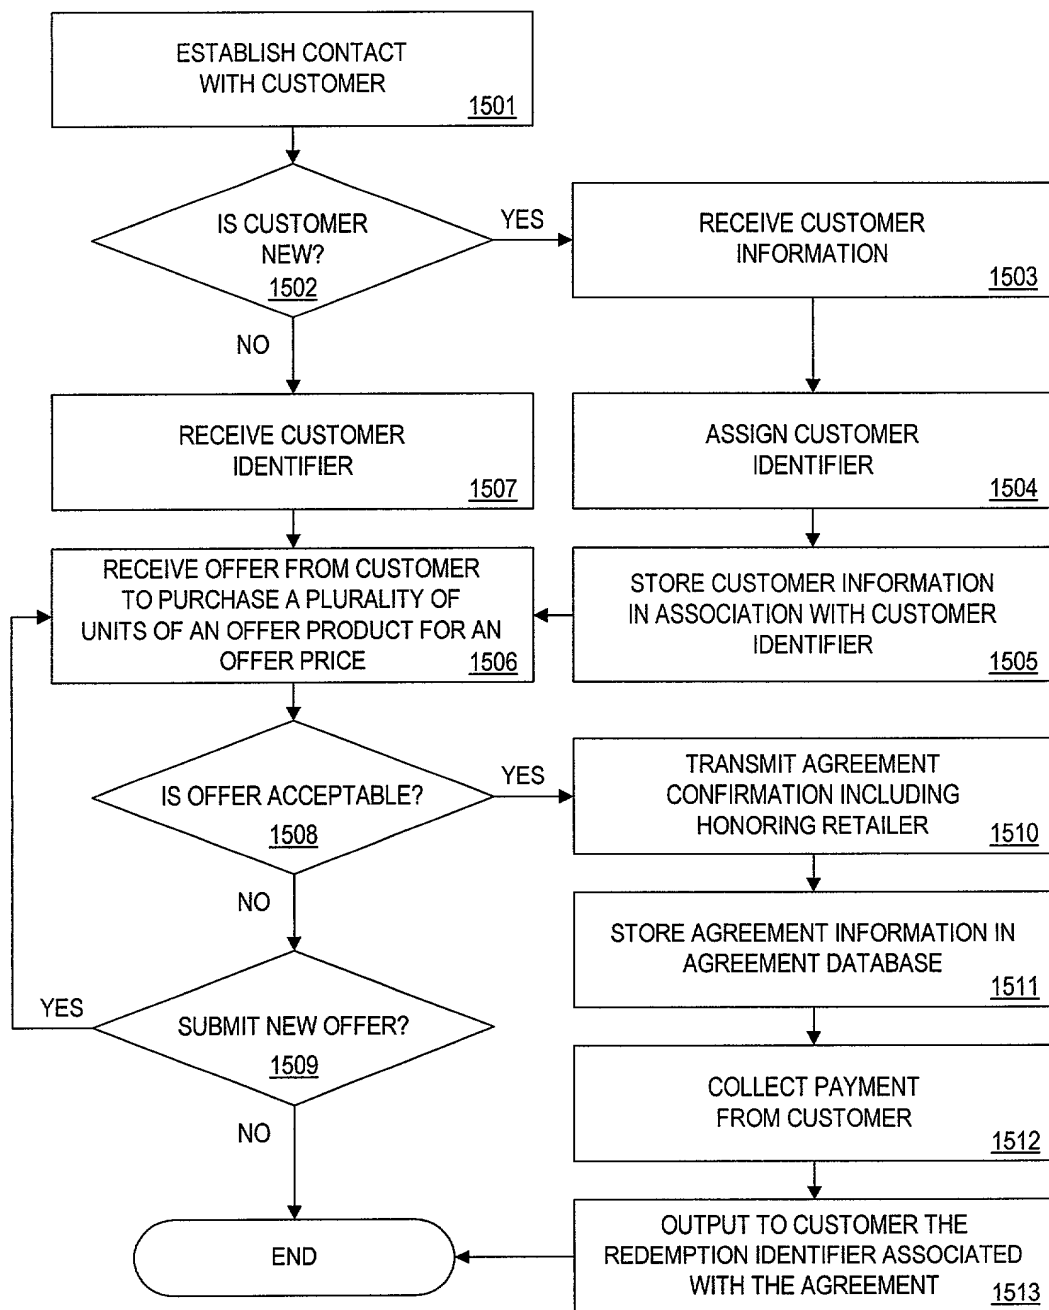 ESTABLISH CONTACT
WITH CUSTOMER
1501
IS CUSTOMER
NEW?
1502
YES
RECEIVE CUSTOMER
INFORMATION
1503
NO
RECEIVE CUSTOMER
IDENTIFIER
1507
ASSIGN CUSTOMER
IDENTIFIER
1504
RECEIVE OFFER FROM CUSTOMER
TO PURCHASE A PLURALITY OF
UNITS OF AN OFFER PRODUCT FOR AN
OFFER PRICE
1506
STORE CUSTOMER INFORMATION
IN ASSOCIATION WITH CUSTOMER
IDENTIFIER
1505
IS OFFER ACCEPTABLE?
1508
YES
TRANSMIT AGREEMENT
CONFIRMATION INCLUDING
HONORING RETAILER
1510
NO
STORE AGREEMENT INFORMATION IN
AGREEMENT DATABASE
1511
YES
SUBMIT NEW OFFER?
1509
COLLECT PAYMENT
FROM CUSTOMER
1512
NO
END
OUTPUT TO CUSTOMER THE
REDEMPTION IDENTIFIER ASSOCIATED
WITH THE AGREEMENT
1513